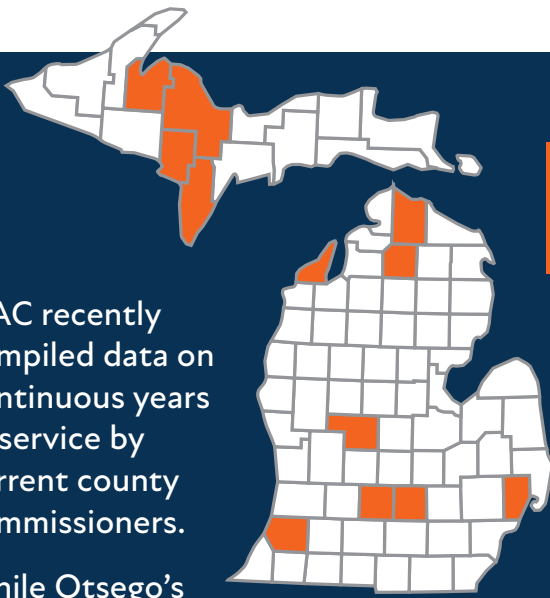 AC recently
mpiled data on
ntinuous years
service by
rrent county
mmissioners.
hile Otsego's